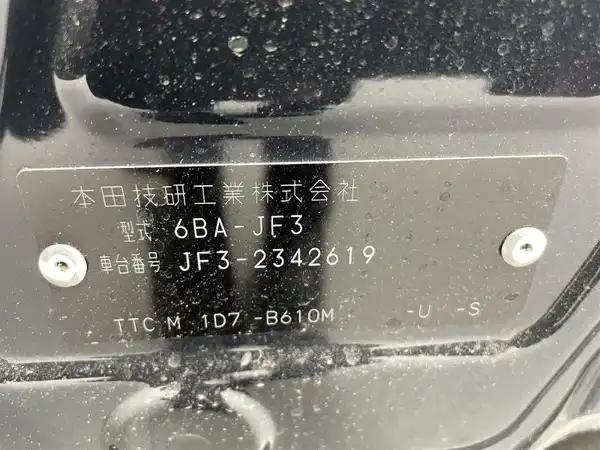 本田技研工業株式会社
型式 6BA-JF3
車台番号 JF3-2342619
TTC M 1D7 -B610M -U -S